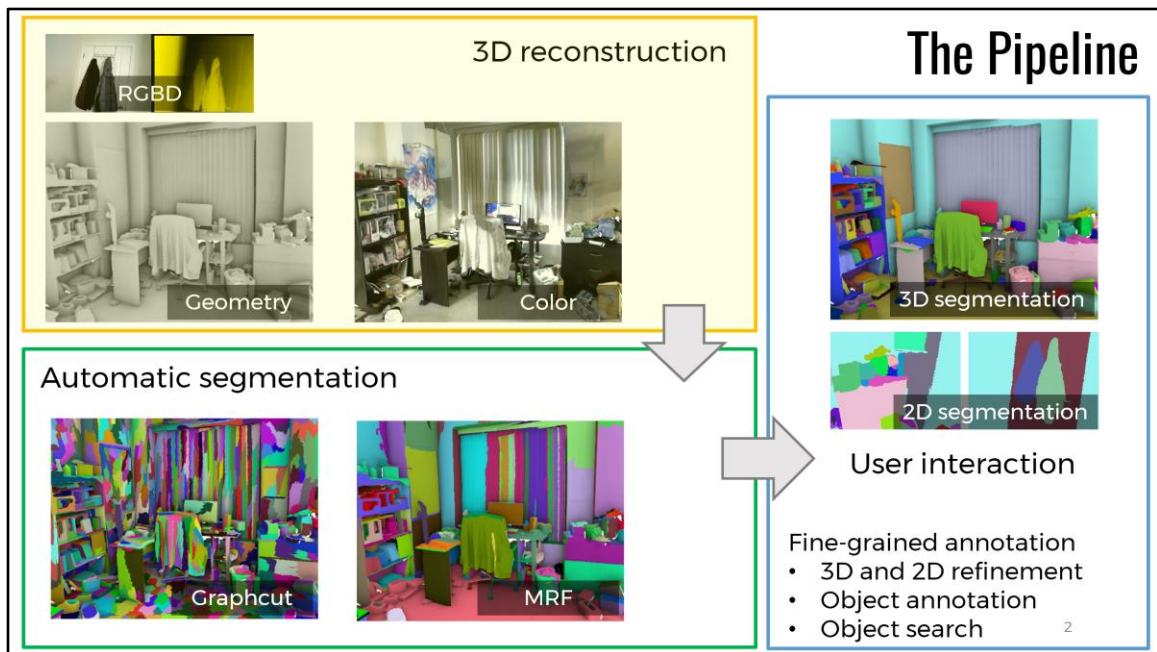 The Pipeline
3D reconstruction
RGBD
Geometry
Color
Automatic segmentation
Graphcut
MRF
3D segmentation
2D segmentation
User interaction
Fine-grained annotation
• 3D and 2D refinement
• Object annotation
• Object search
2